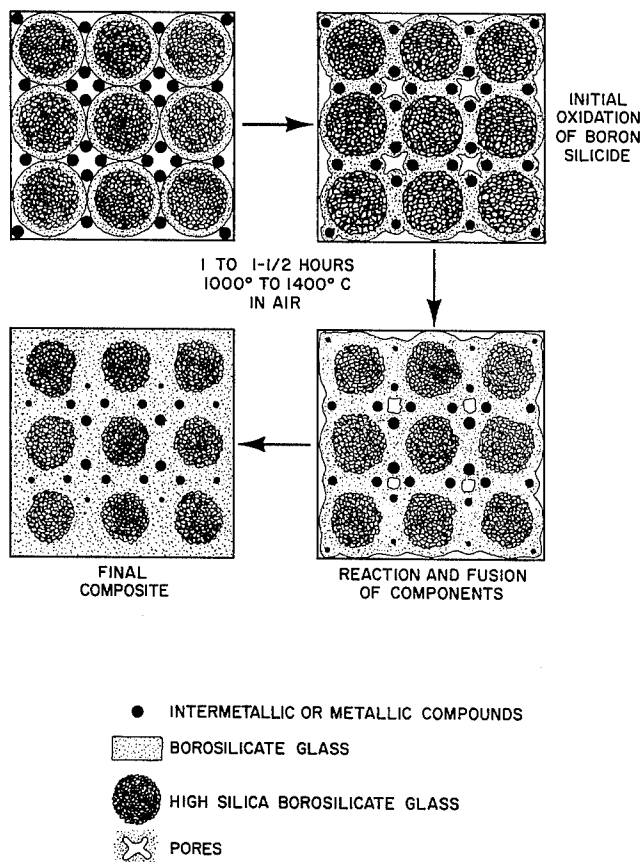 INITIAL
OXIDATION
OF BORON
SILICIDE
1 TO 1-1/2 HOURS
1000° TO 1400° C
IN AIR
FINAL
COMPOSITE
REACTION AND FUSION
OF COMPONENTS
INTERMETALLIC OR METALLIC COMPOUNDS
BOROSILICATE GLASS
HIGH SILICA BOROSILICATE GLASS
PORES